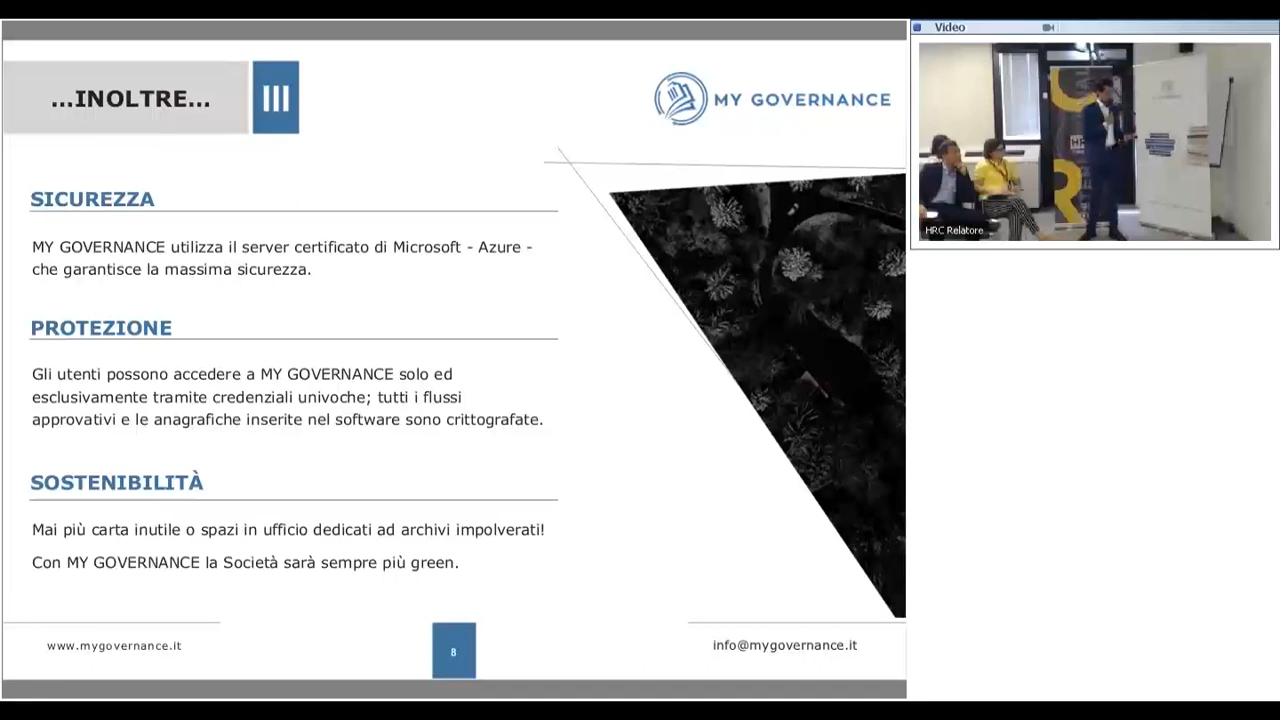 ...INOLTRE...
III
MY GOVERNANCE
SICUREZZA
MY GOVERNANCE utilizza il server certificato di Microsoft - Azure -
che garantisce la massima sicurezza.
PROTEZIONE
Gli utenti possono accedere a MY GOVERNANCE solo ed
esclusivamente tramite credenziali univoche; tutti i flussi
approvativi e le anagrafiche inserite nel software sono crittografate.
SOSTENIBILITÀ
Mai più carta inutile o spazi in ufficio dedicati ad archivi impolverati!
Con MY GOVERNANCE la Società sarà sempre più green.
www.mygovernance.it
8
info@mygovernance.it
Video
HRC Relatore